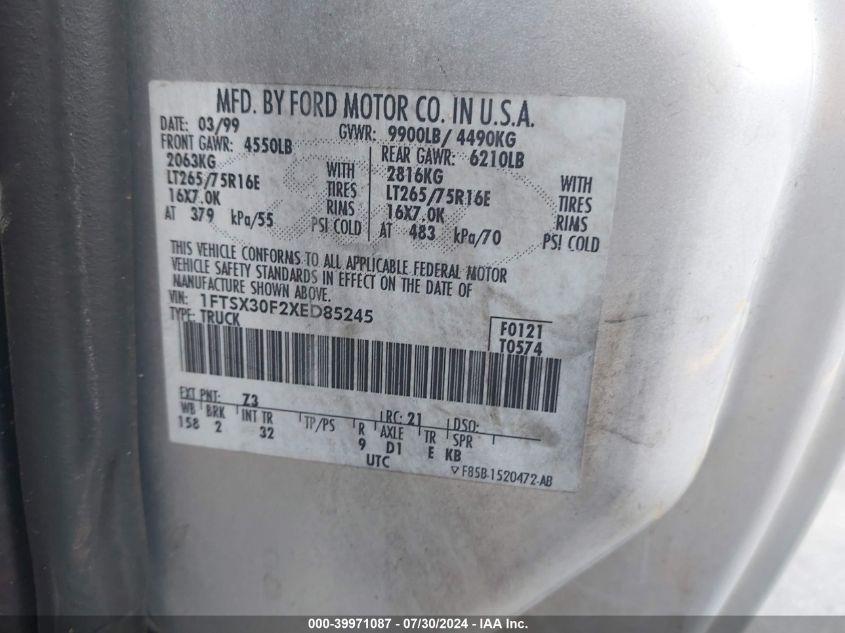 MFD. BY FORD MOTOR CO. IN U.S.A.
DATE: 03/99 GVWR: 9900LB/ 4490KG
FRONT GAWR: 4550LB REAR GAWR: 6210LB
2063KG WITH 2816KG WITH
LT265/75R16E TIRES LT265/75R16E TIRES
16X7.0K RIMS 16X7.0K RIMS
AT 379 kPa/55 PSI COLD AT 483 kPa/70 PSI COLD
THIS VEHICLE CONFORMS TO ALL APPLICABLE FEDERAL MOTOR
VEHICLE SAFETY STANDARDS IN EFFECT ON THE DATE OF
MANUFACTURE SHOWN ABOVE.
VIN: 1FTSX30F2XED85245
TYPE: TRUCK
F0121
T0574
EXT PNT: Z3 RC: 21 DSO:
WB BRK INT TR TP/PS R AXLE TR SPR
158 2 32 9 D1 E KB
UTC
▽ F85B-1520472-AB
000-39971087 - 07/30/2024 - IAA Inc.